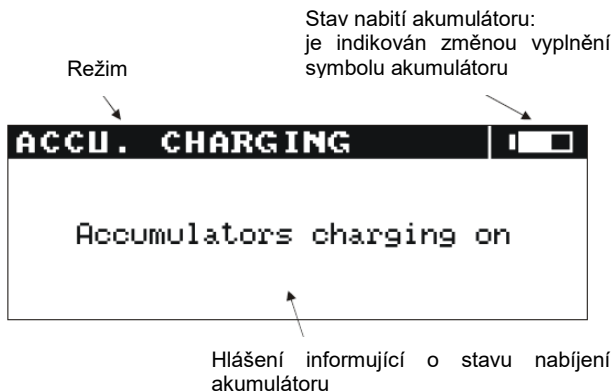 Stav nabití akumulátoru:
je indikován změnou vyplnění
symbolu akumulátoru
Režim
ACCU. CHARGING
Accumulators charging on
Hlášení informující o stavu nabíjení
akumulátoru